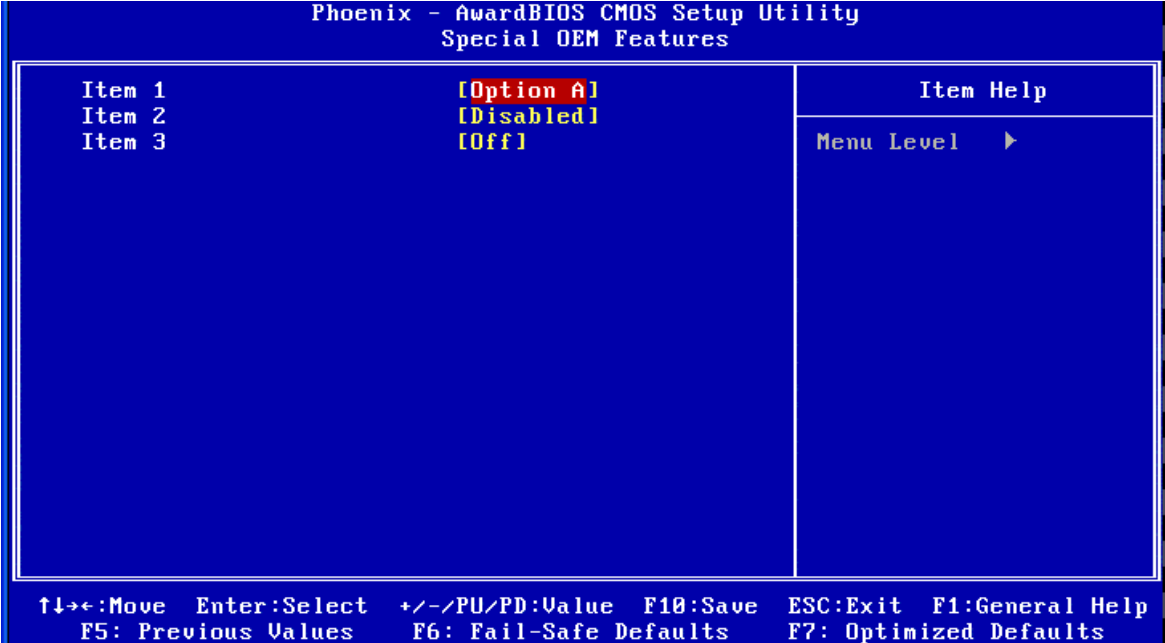 Phoenix - AwardBIOS CMOS Setup Utility
Special OEM Features
Item 1 [Option A]
Item 2 [Disabled]
Item 3 [Off]
Item Help
Menu Level ▶
↑↓→←:Move Enter:Select +/-/PU/PD:Value F10:Save ESC:Exit F1:General Help
F5: Previous Values F6: Fail-Safe Defaults F7: Optimized Defaults